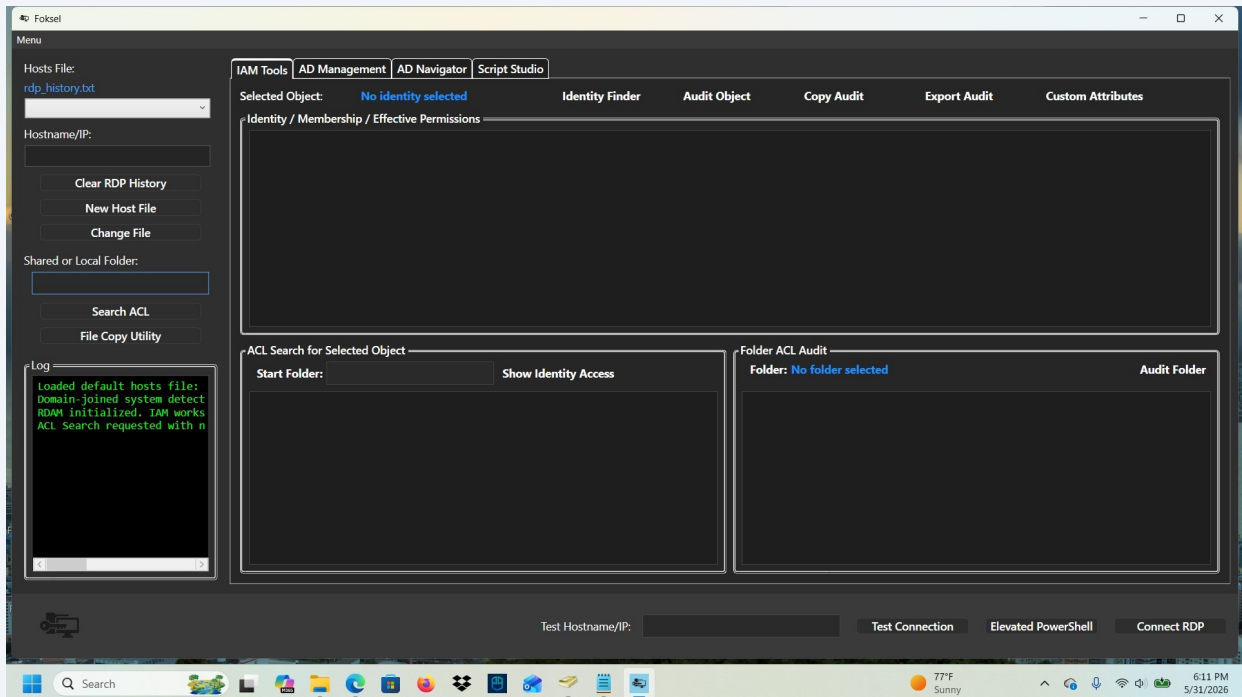 Foksel
Menu
Hosts File:
rdp_history.txt
Hostname/IP:
Clear RDP History
New Host File
Change File
Shared or Local Folder:
Search ACL
File Copy Utility
Log
Loaded default hosts file:
Domain-joined system detect
RDAM initialized. IAM works
ACL Search requested with n
IAM Tools AD Management AD Navigator Script Studio
Selected Object: No identity selected Identity Finder Audit Object Copy Audit Export Audit Custom Attributes
Identity / Membership / Effective Permissions
ACL Search for Selected Object
Start Folder: Show Identity Access
Folder ACL Audit
Folder: No folder selected Audit Folder
Test Hostname/IP: Test Connection Elevated PowerShell Connect RDP
Search
M365
77°F
Sunny
6:11 PM
5/31/2026